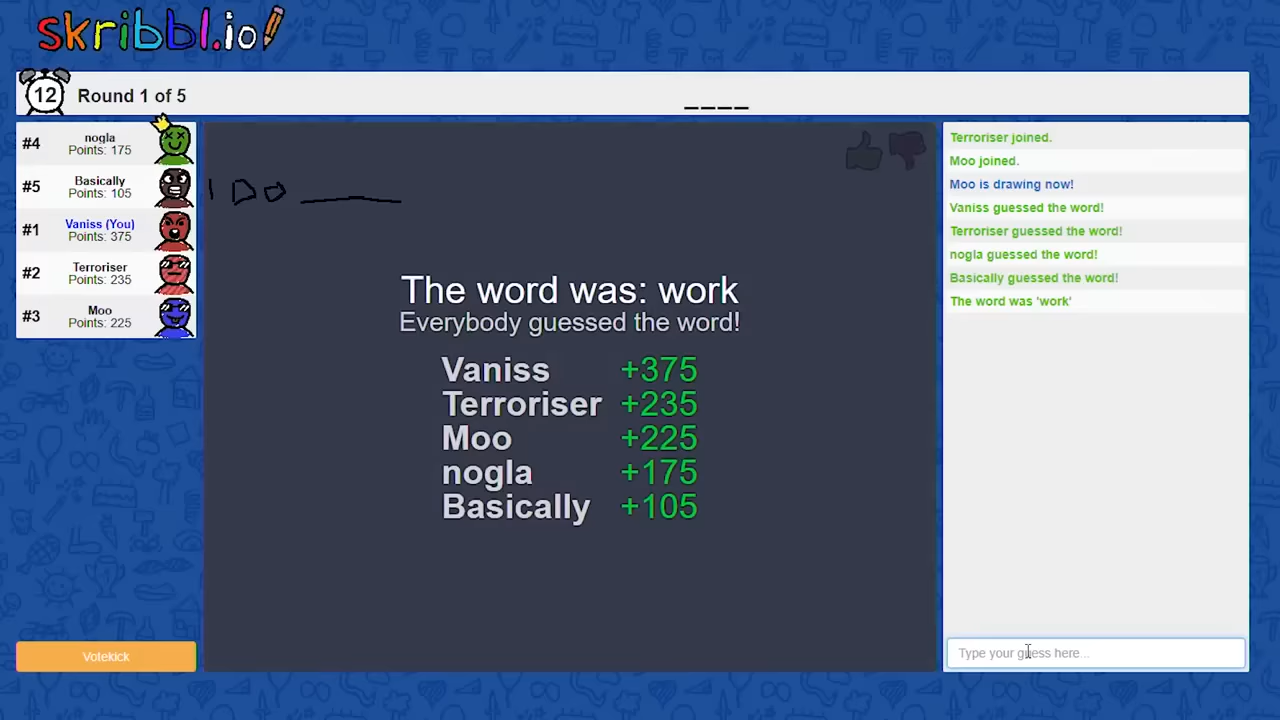 skribbl.io
12
Round 1 of 5
____
#4 nogla
Points: 175
#5 Basically
Points: 105
#1 Vaniss (You)
Points: 375
#2 Terroriser
Points: 235
#3 Moo
Points: 225
Votekick
I DO ____
The word was: work
Everybody guessed the word!
Vaniss +375
Terroriser +235
Moo +225
nogla +175
Basically +105
Terroriser joined.
Moo joined.
Moo is drawing now!
Vaniss guessed the word!
Terroriser guessed the word!
nogla guessed the word!
Basically guessed the word!
The word was 'work'
Type your guess here...